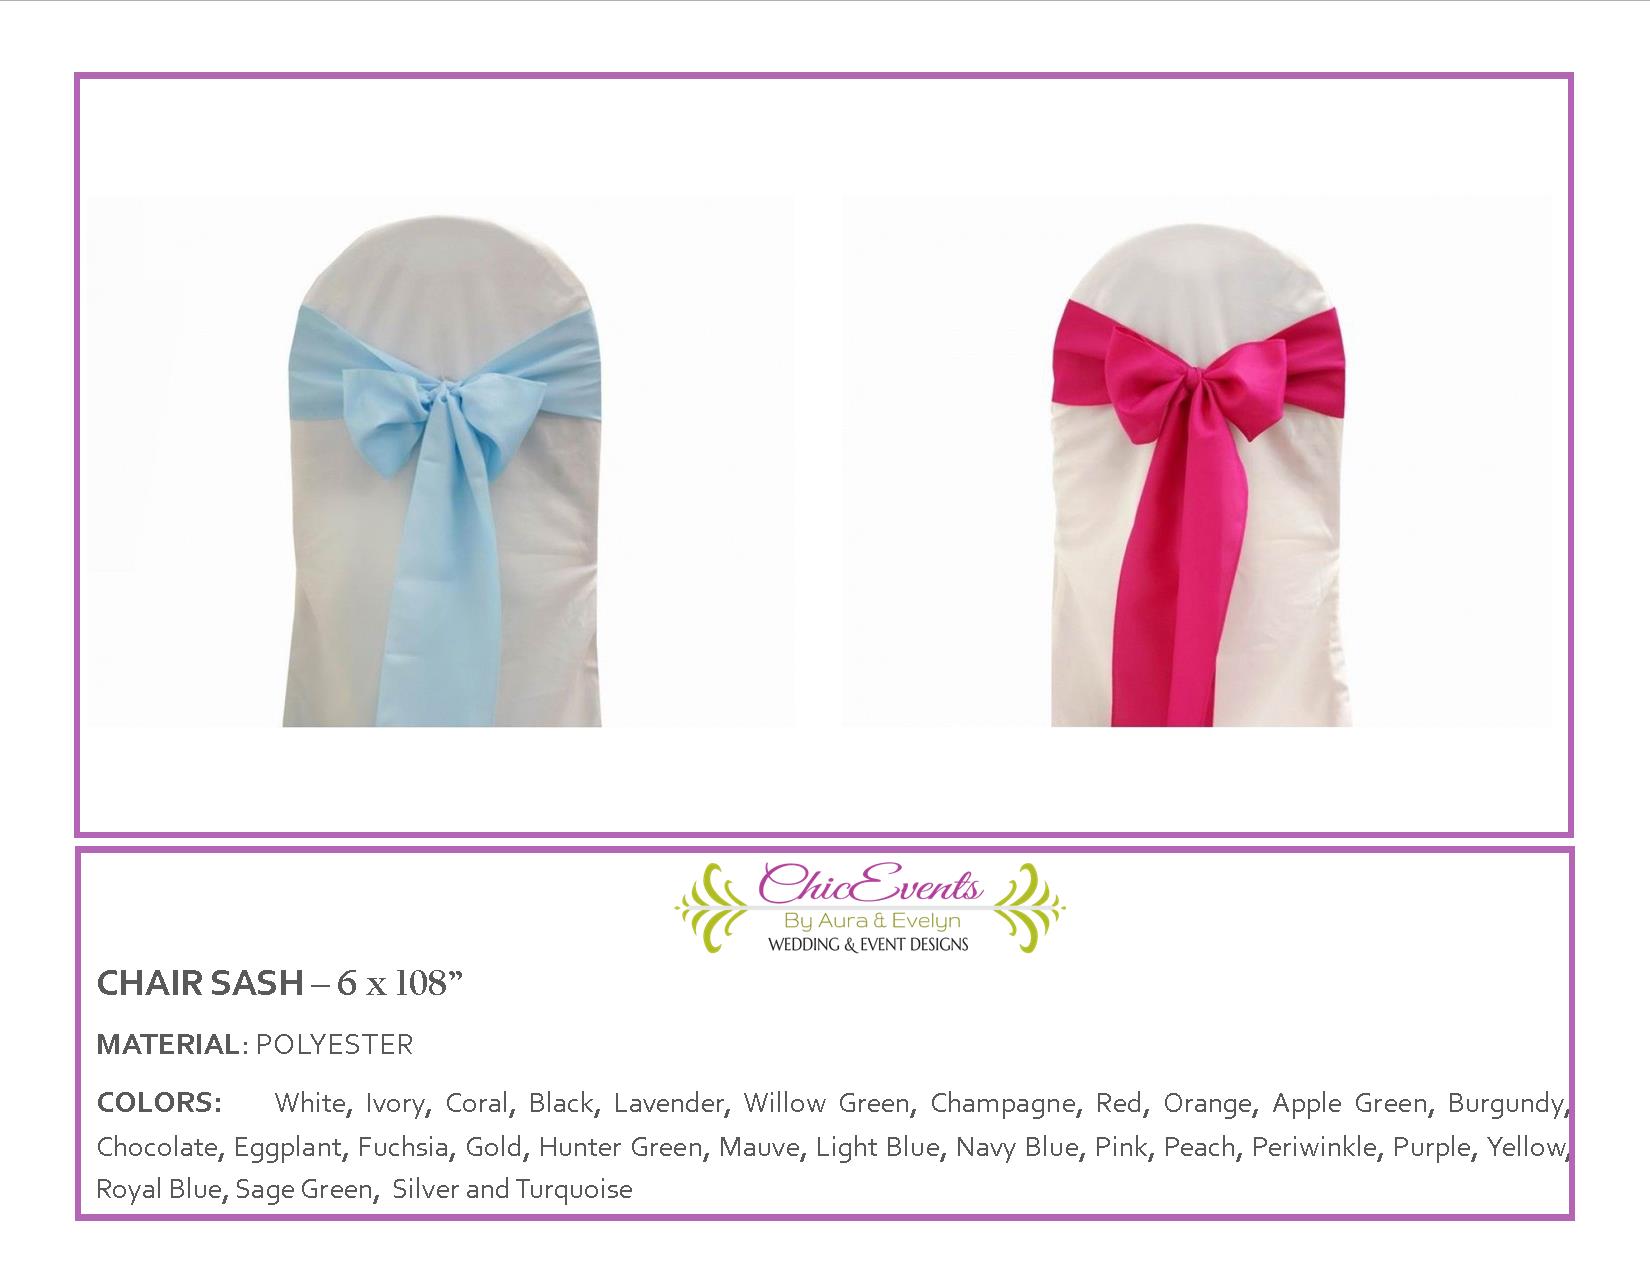 ChicEvents
By Aura & Evelyn
WEDDING & EVENT DESIGNS
CHAIR SASH – 6 x 108”
MATERIAL: POLYESTER
COLORS: White, Ivory, Coral, Black, Lavender, Willow Green, Champagne, Red, Orange, Apple Green, Burgundy,
Chocolate, Eggplant, Fuchsia, Gold, Hunter Green, Mauve, Light Blue, Navy Blue, Pink, Peach, Periwinkle, Purple, Yellow,
Royal Blue, Sage Green, Silver and Turquoise